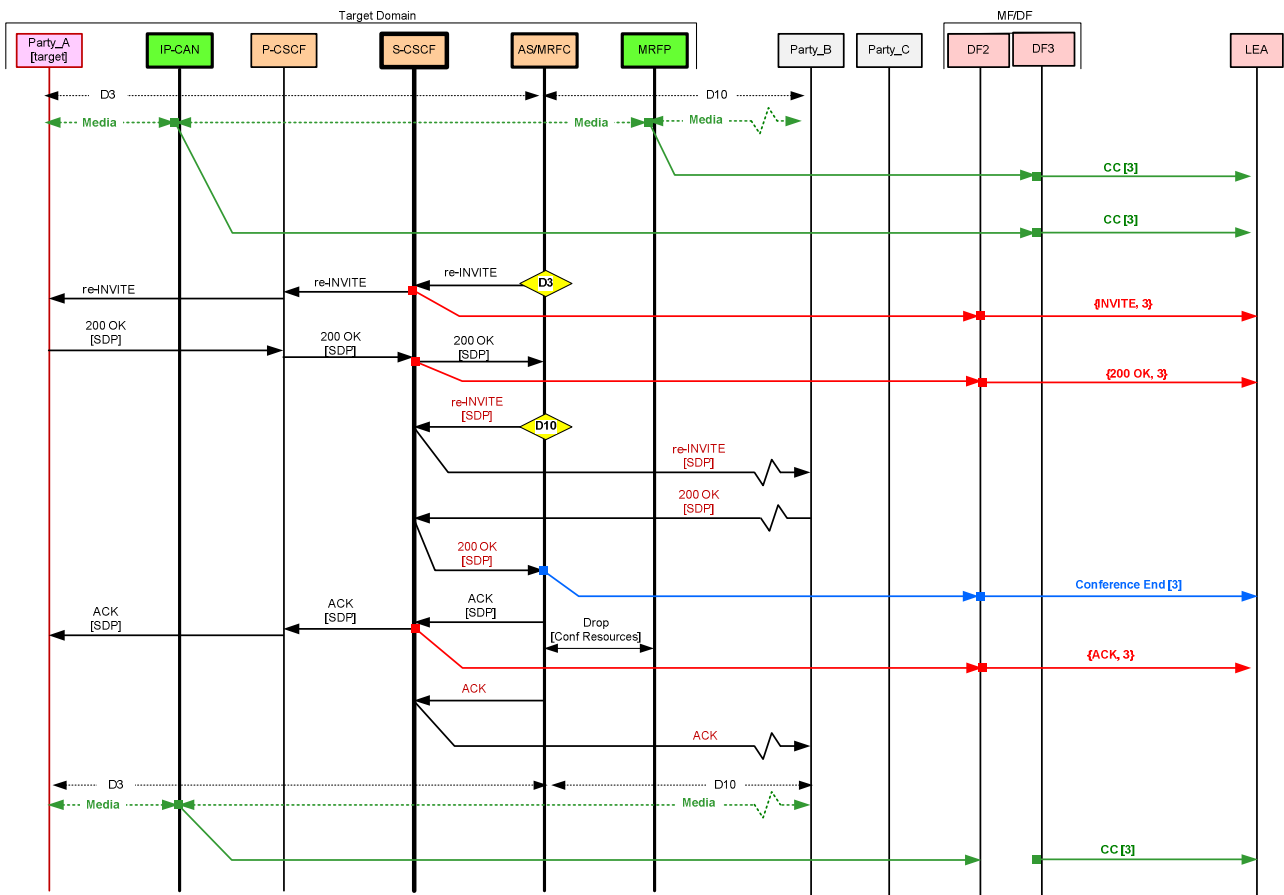 Target Domain
MF/DF
Party_A
[target]
IP-CAN
P-CSCF
S-CSCF
AS/MRFC
MRFP
Party_B
Party_C
DF2
DF3
LEA
D3
D10
Media
Media
Media
CC [3]
CC [3]
D3
re-INVITE
re-INVITE
re-INVITE
{INVITE, 3}
200 OK
[SDP]
200 OK
[SDP]
200 OK
[SDP]
{200 OK, 3}
re-INVITE
[SDP]
D10
re-INVITE
[SDP]
200 OK
[SDP]
200 OK
[SDP]
Conference End [3]
ACK
[SDP]
ACK
[SDP]
ACK
[SDP]
Drop
[Conf Resources]
{ACK, 3}
ACK
ACK
D3
D10
Media
Media
CC [3]